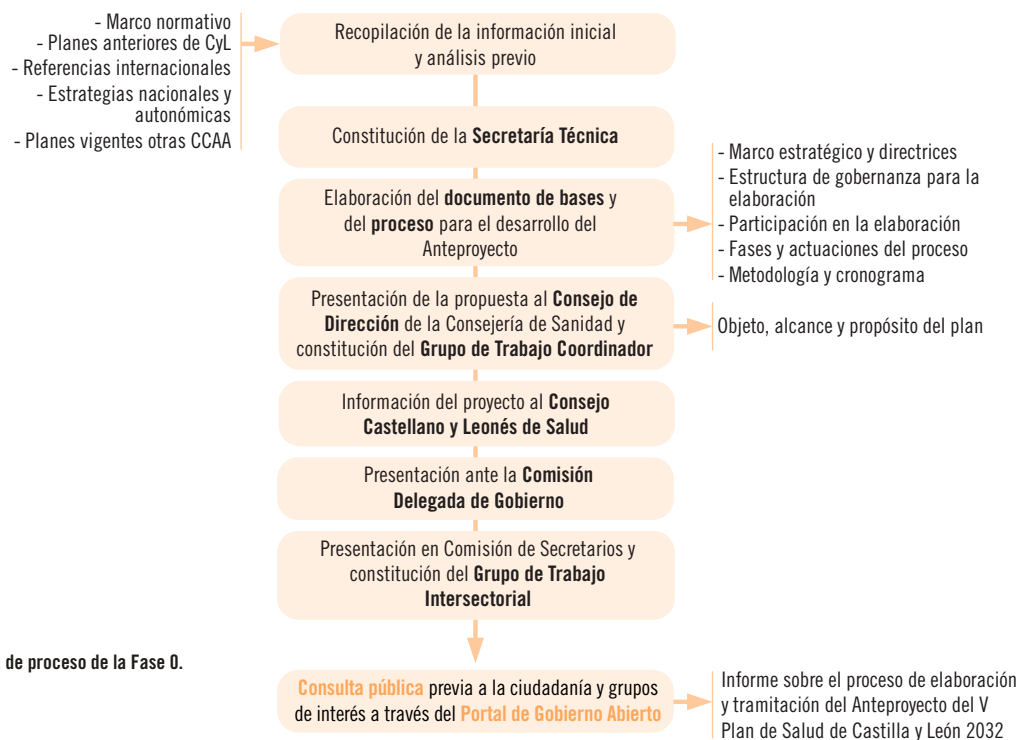 - Marco normativo
- Planes anteriores de CyL
- Referencias internacionales
- Estrategias nacionales y
autonómicas
- Planes vigentes otras CCAA
Recopilación de la información inicial
y análisis previo
Constitución de la Secretaría Técnica
Elaboración del documento de bases y
del proceso para el desarrollo del
Anteproyecto
- Marco estratégico y directrices
- Estructura de gobernanza para la
elaboración
- Participación en la elaboración
- Fases y actuaciones del proceso
- Metodología y cronograma
Presentación de la propuesta al Consejo de
Dirección de la Consejería de Sanidad y
constitución del Grupo de Trabajo Coordinador
Objeto, alcance y propósito del plan
Información del proyecto al Consejo
Castellano y Leonés de Salud
Presentación ante la Comisión
Delegada de Gobierno
Presentación en Comisión de Secretarios y
constitución del Grupo de Trabajo
Intersectorial
de proceso de la Fase 0.
Consulta pública previa a la ciudadanía y grupos
de interés a través del Portal de Gobierno Abierto
Informe sobre el proceso de elaboración
y tramitación del Anteproyecto del V
Plan de Salud de Castilla y León 2032